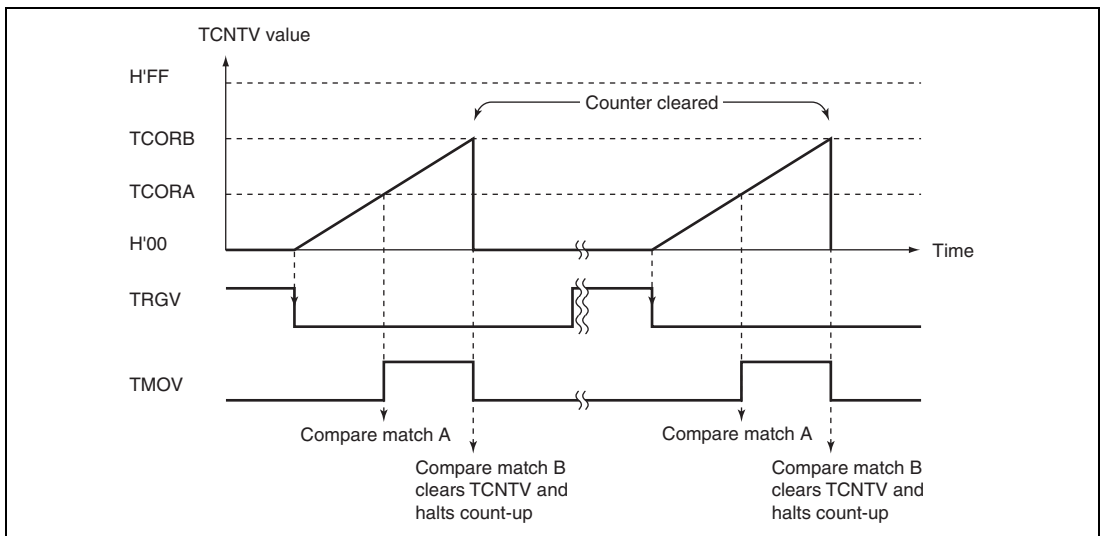 TCNTV value
H'FF
Counter cleared
TCORB
TCORA
H'00
Time
TRGV
TMOV
Compare match A
Compare match A
Compare match B
clears TCNTV and
halts count-up
Compare match B
clears TCNTV and
halts count-up